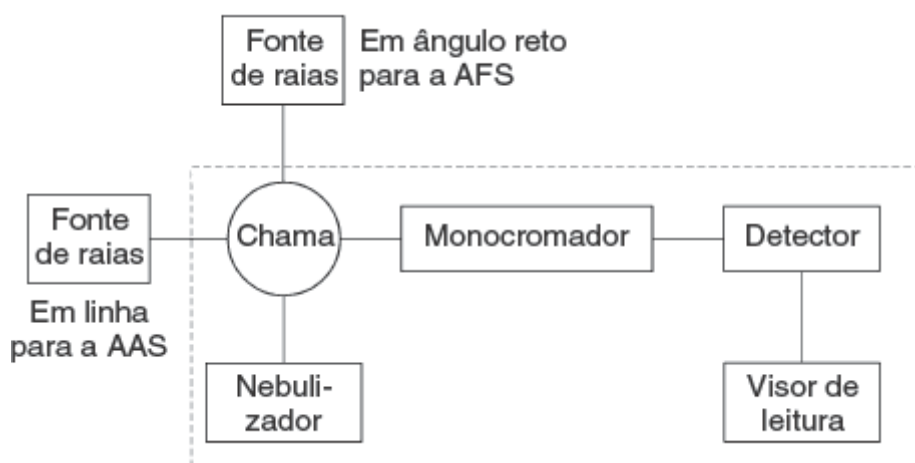 Fonte
de raias
Em ângulo reto
para a AFS
Fonte
de raias
Chama
Monocromador
Detector
Em linha
para a AAS
Nebuli-
zador
Visor de
leitura